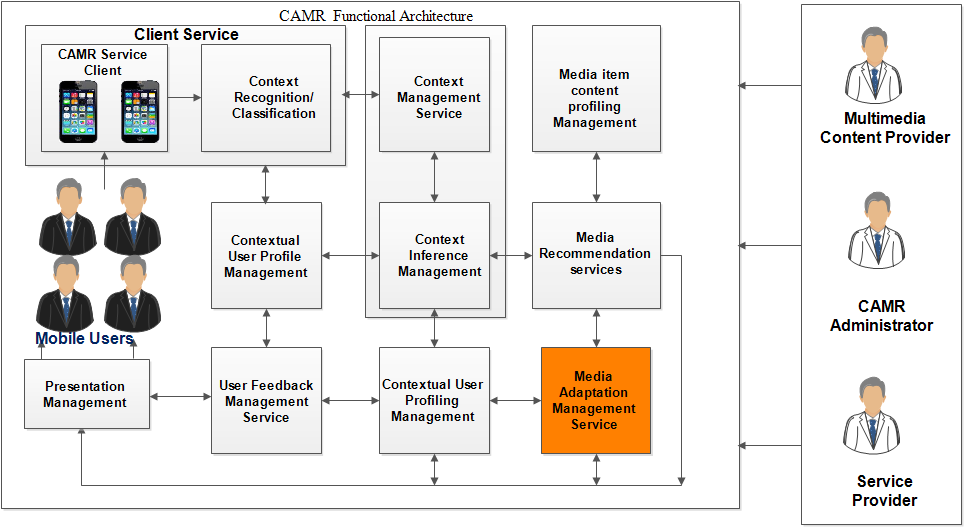 CAMR Functional Architecture
Client Service
CAMR Service
Client
Context
Recognition/
Classification
Context
Management
Service
Media item
content
profiling
Management
Multimedia
Content Provider
Contextual
User Profile
Management
Context
Inference
Management
Media
Recommendation
services
CAMR
Administrator
Mobile Users
Presentation
Management
User Feedback
Management
Service
Contextual User
Profiling
Management
Media
Adaptation
Management
Service
Service
Provider